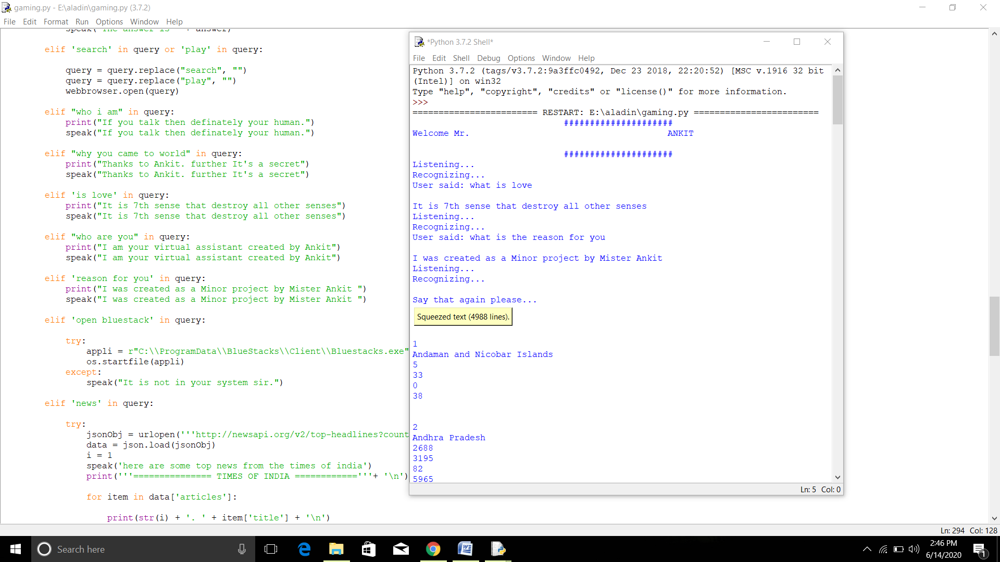 gaming.py - E:\aladin\gaming.py (3.7.2)
File Edit Format Run Options Window Help
speak("The answer is " + answer)
elif 'search' in query or 'play' in query:
query = query.replace("search", "")
query = query.replace("play", "")
webbrowser.open(query)
elif "who i am" in query:
print("If you talk then definately your human.")
speak("If you talk then definately your human.")
elif "why you came to world" in query:
print("Thanks to Ankit. further It's a secret")
speak("Thanks to Ankit. further It's a secret")
elif 'is love' in query:
print("It is 7th sense that destroy all other senses")
speak("It is 7th sense that destroy all other senses")
elif "who are you" in query:
print("I am your virtual assistant created by Ankit")
speak("I am your virtual assistant created by Ankit")
elif 'reason for you' in query:
print("I was created as a Minor project by Mister Ankit ")
speak("I was created as a Minor project by Mister Ankit ")
elif 'open bluestack' in query:
try:
appli = r"C:\\ProgramData\\BlueStacks\\Client\\Bluestacks.exe"
os.startfile(appli)
except:
speak("It is not in your system sir.")
elif 'news' in query:
try:
jsonObj = urlopen('''http://newsapi.org/v2/top-headlines?count
data = json.load(jsonObj)
i = 1
speak('here are some top news from the times of india')
print('''=============== TIMES OF INDIA ============'''+ '\n')
for item in data['articles']:
print(str(i) + '. ' + item['title'] + '\n')
*Python 3.7.2 Shell*
File Edit Shell Debug Options Window Help
Python 3.7.2 (tags/v3.7.2:9a3ffc0492, Dec 23 2018, 22:20:52) [MSC v.1916 32 bit
(Intel)] on win32
Type "help", "copyright", "credits" or "license()" for more information.
>>>
======================== RESTART: E:\aladin\gaming.py ========================
#####################
Welcome Mr. ANKIT
#####################
Listening...
Recognizing...
User said: what is love
It is 7th sense that destroy all other senses
Listening...
Recognizing...
User said: what is the reason for you
I was created as a Minor project by Mister Ankit
Listening...
Recognizing...
Say that again please...
Squeezed text (4988 lines).
1
Andaman and Nicobar Islands
5
33
0
38
2
Andhra Pradesh
2688
3195
82
5965
Ln: 5 Col: 0
Ln: 294 Col: 128
Search here
2:46 PM
6/14/2020
1